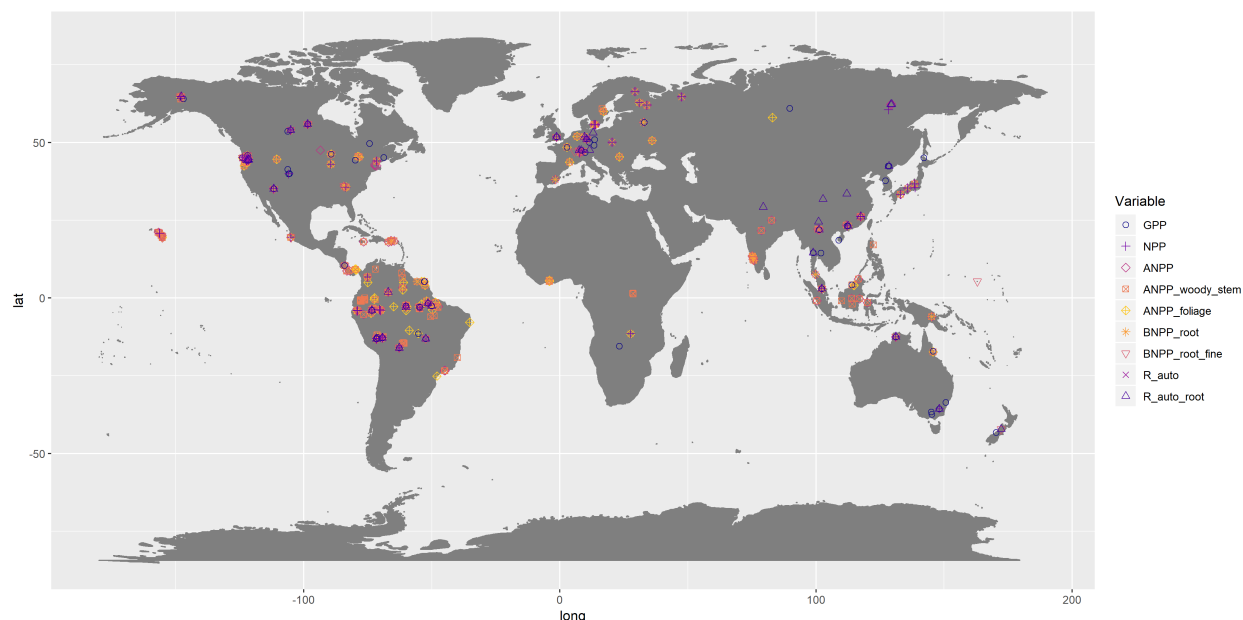 50
0
-50
lat
-100
0
100
200
long
Variable
GPP
NPP
ANPP
ANPP_woody_stem
ANPP_foliage
BNPP_root
BNPP_root_fine
R_auto
R_auto_root